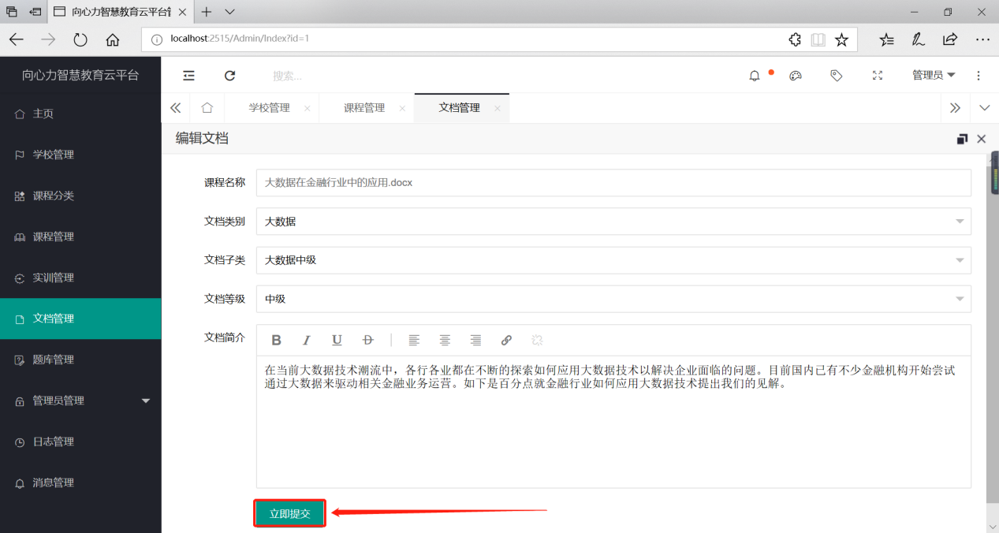 向心力智慧教育云平台管
localhost:2515/Admin/Index?id=1
向心力智慧教育云平台
搜索...
管理员
主页
学校管理
课程管理
文档管理
编辑文档
学校管理
课程分类
课程管理
实训管理
文档管理
题库管理
管理员管理
日志管理
消息管理
课程名称
大数据在金融行业中的应用.docx
文档类别
大数据
文档子类
大数据中级
文档等级
中级
文档简介
B I U D
在当前大数据技术潮流中，各行各业都在不断的探索如何应用大数据技术以解决企业面临的问题。目前国内已有不少金融机构开始尝试
通过大数据来驱动相关金融业务运营。如下是百分点就金融行业如何应用大数据技术提出我们的见解。
立即提交